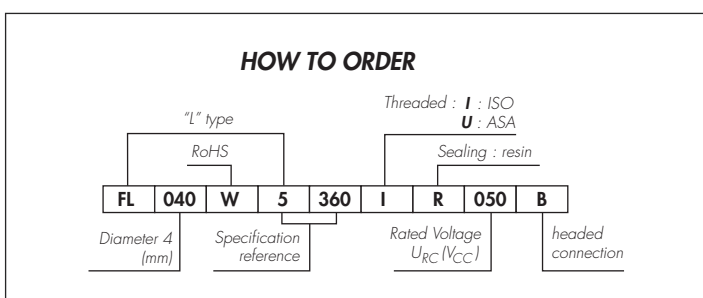 HOW TO ORDER
Threaded : I : ISO
U : ASA
"L" type
RoHS
Sealing : resin
FL 040 W 5 360 I R 050 B
Diameter 4
(mm)
Specification
reference
Rated Voltage
URC (VCC)
headed
connection